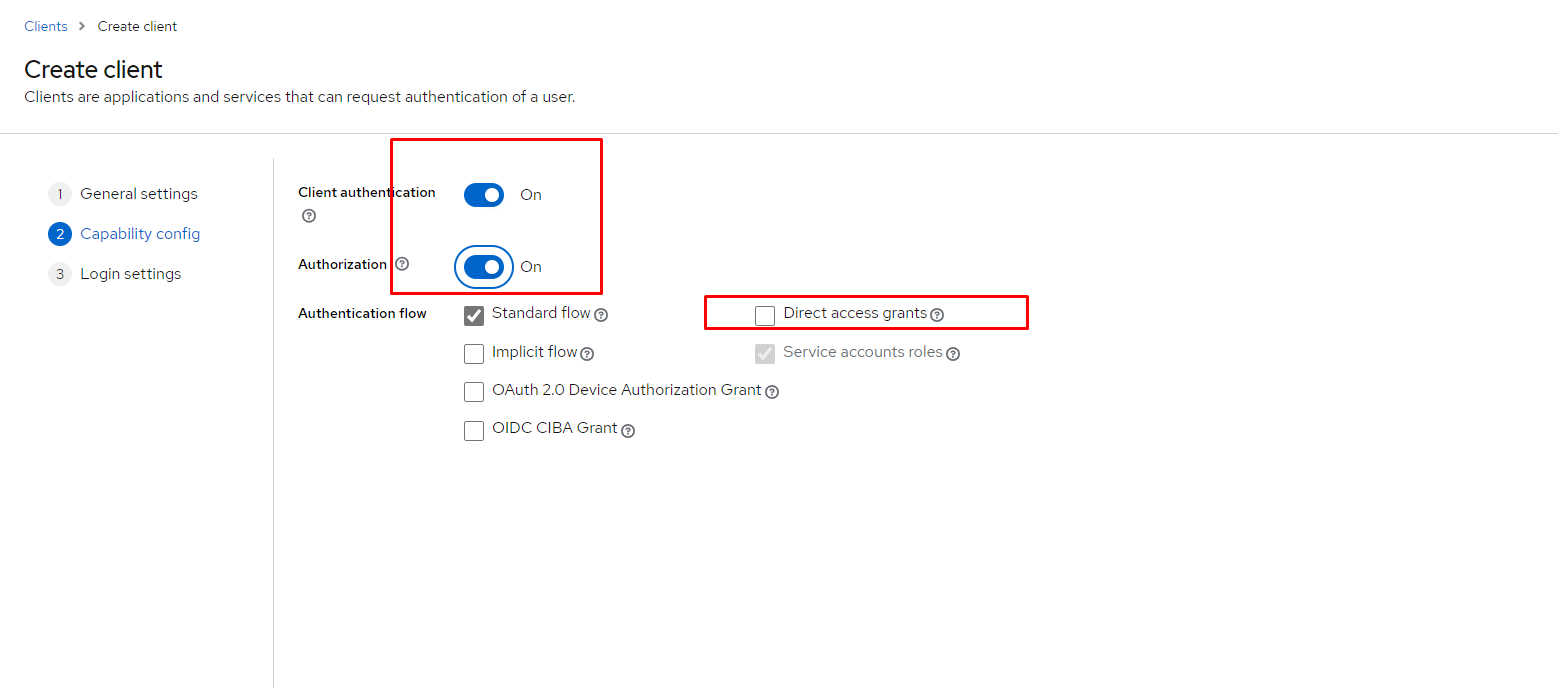 Clients > Create client
Create client
Clients are applications and services that can request authentication of a user.
1 General settings
2 Capability config
3 Login settings
Client authentication On
Authorization On
Authentication flow Standard flow Direct access grants
Implicit flow Service accounts roles
OAuth 2.0 Device Authorization Grant
OIDC CIBA Grant